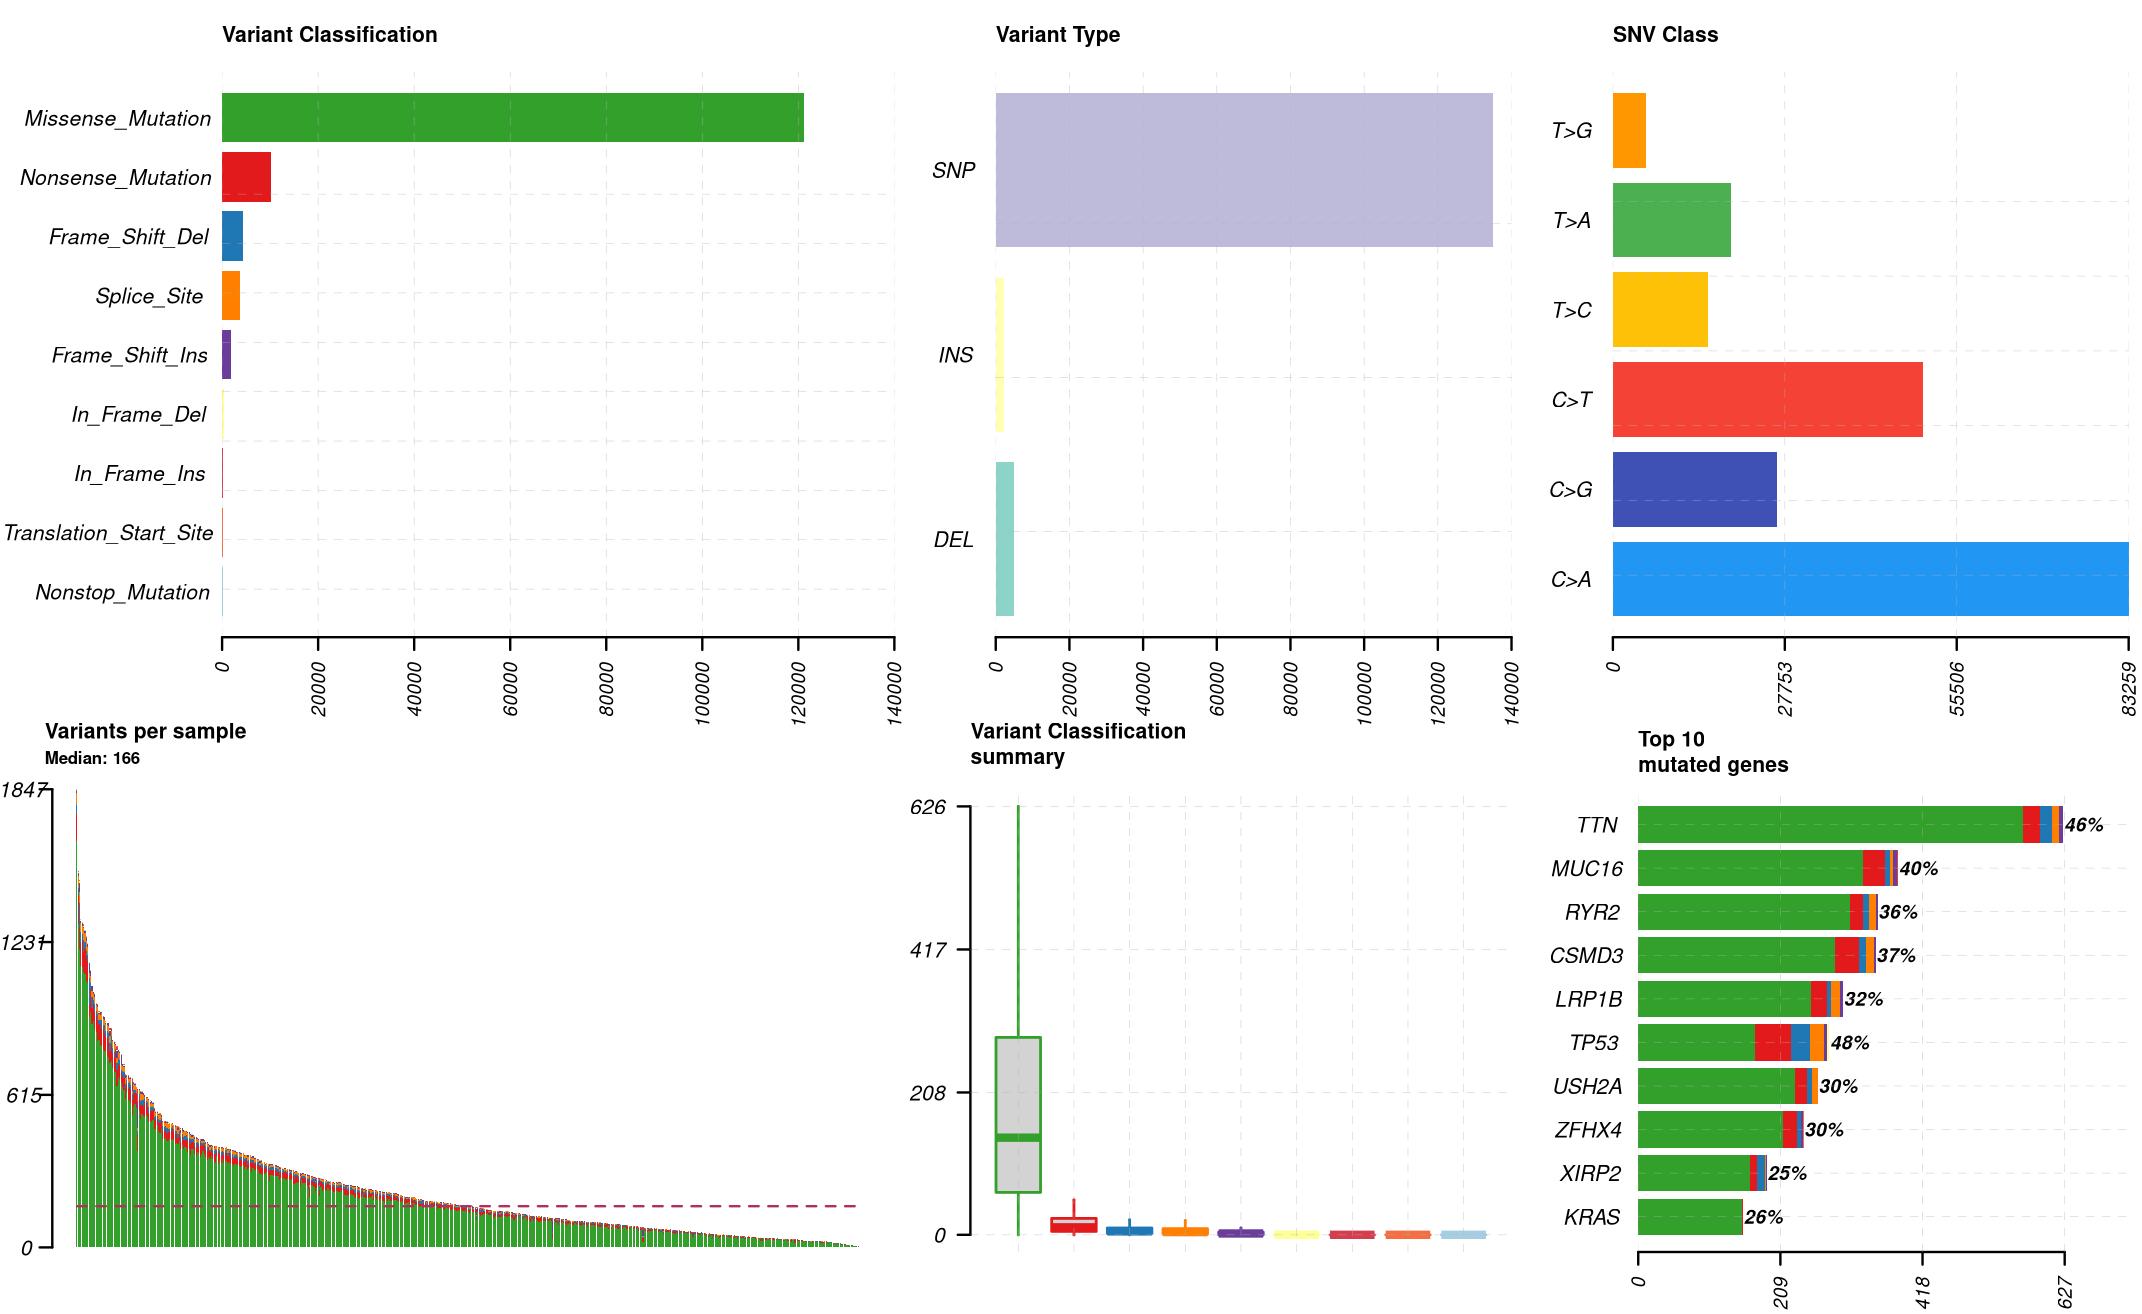 Variant Classification
Missense_Mutation
Nonsense_Mutation
Frame_Shift_Del
Splice_Site
Frame_Shift_Ins
In_Frame_Del
In_Frame_Ins
Translation_Start_Site
Nonstop_Mutation
0
20000
40000
60000
80000
100000
120000
140000
Variant Type
SNP
INS
DEL
0
20000
40000
60000
80000
100000
120000
140000
SNV Class
T>G
T>A
T>C
C>T
C>G
C>A
0
277753
555506
833259
Variants per sample
Median: 166
1847
1231
615
0
Variant Classification
summary
626
417
208
0
Top 10
mutated genes
TTN 46%
MUC16 40%
RYR2 36%
CSMD3 37%
LRP1B 32%
TP53 48%
USH2A 30%
ZFHX4 30%
XIRP2 25%
KRAS 26%
0
209
418
627